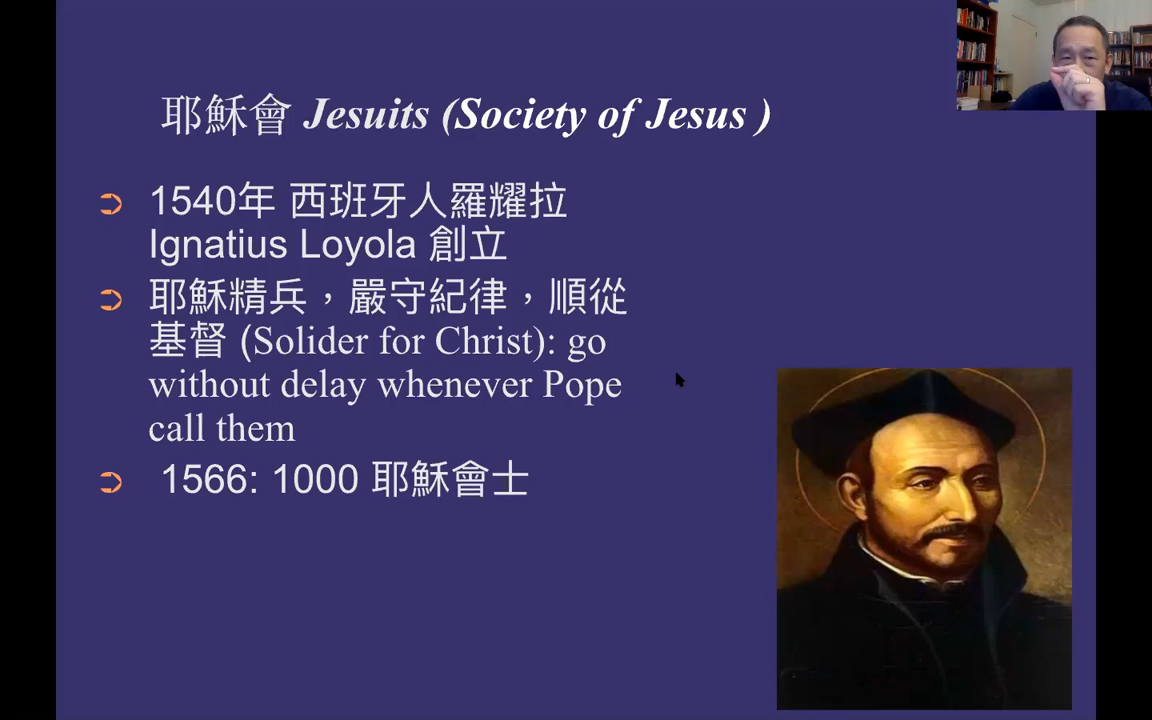 耶穌會 Jesuits (Society of Jesus )
1540年 西班牙人羅耀拉
Ignatius Loyola 創立
耶穌精兵，嚴守紀律，順從
基督 (Solider for Christ): go
without delay whenever Pope
call them
1566: 1000 耶穌會士